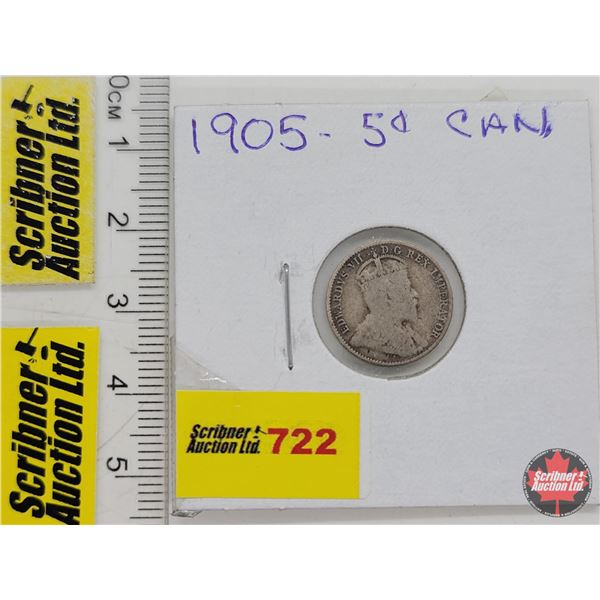 Scribner
Auction Ltd.
Scribner
Auction Ltd.
0CM
1
2
3
4
5
1905 - 5¢ CAN.
EDWARDVS VII D:G REX IMPERATOR
Scribner
Auction Ltd. 722
Scribner
Auction Ltd.